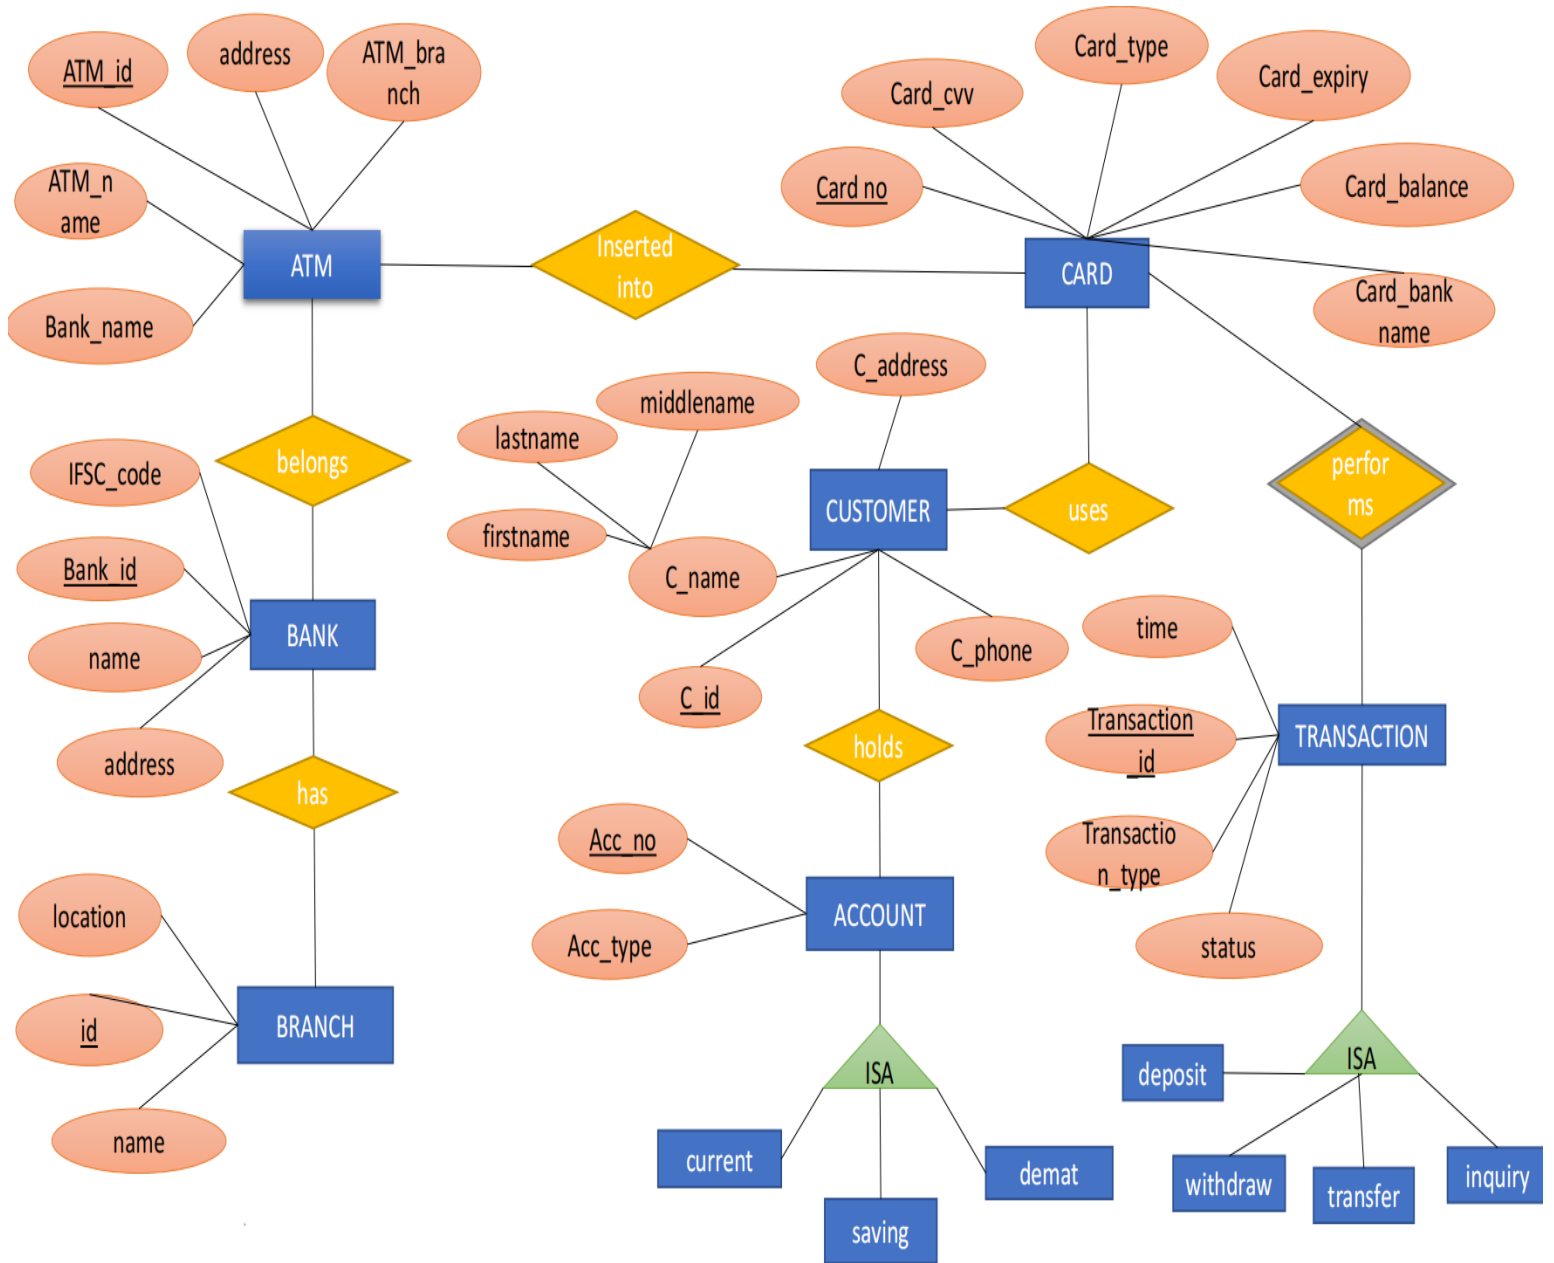 ATM_id
address
ATM_bra
nch
Card_type
Card_expiry
Card_cvv
ATM_n
ame
Card no
Card_balance
ATM
Inserted
into
CARD
Bank_name
Card_bank
name
C_address
middlename
lastname
belongs
IFSC_code
CUSTOMER
uses
perfor
ms
firstname
C_name
Bank_id
BANK
name
C_phone
time
C_id
Transaction
_id
TRANSACTION
address
has
holds
Acc_no
Transactio
n_type
location
ACCOUNT
Acc_type
status
id
BRANCH
ISA
ISA
deposit
name
current
demat
withdraw
transfer
inquiry
saving